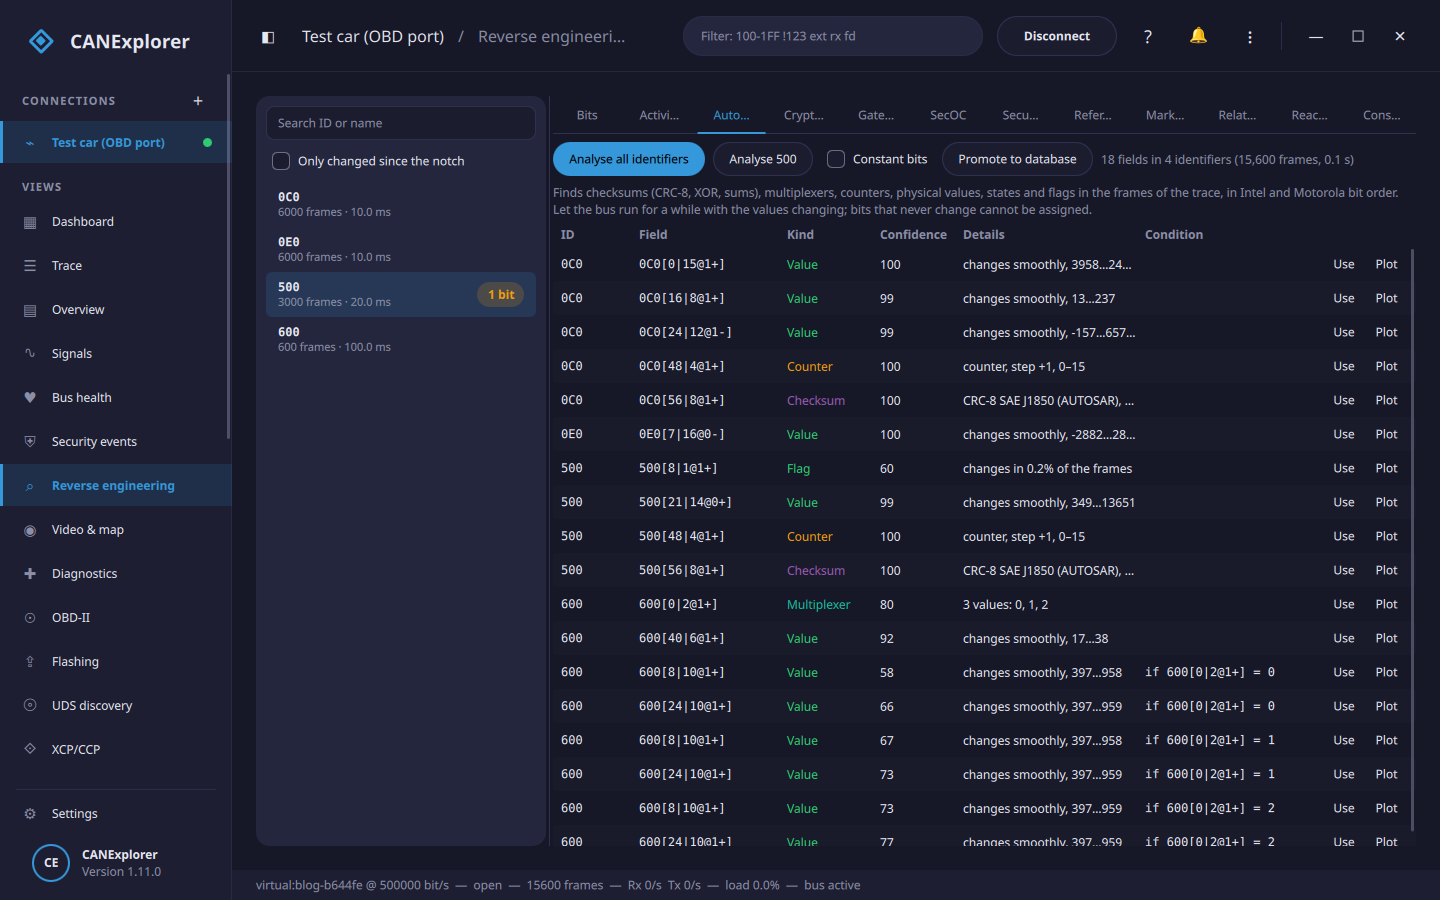 CANExplorer
CONNECTIONS +
Test car (OBD port)
VIEWS
Dashboard
Trace
Overview
Signals
Bus health
Security events
Reverse engineering
Video & map
Diagnostics
OBD-II
Flashing
UDS discovery
XCP/CCP
Settings
CE
CANExplorer
Version 1.11.0
Test car (OBD port) / Reverse engineeri...
Filter: 100-1FF !123 ext rx fd
Disconnect
?
Search ID or name
Only changed since the notch
0C0
6000 frames · 10.0 ms
0E0
6000 frames · 10.0 ms
500
3000 frames · 20.0 ms
1 bit
600
600 frames · 100.0 ms
Bits Activi... Auto... Crypt... Gate... SecOC Secu... Refer... Mark... Relat... Reac... Cons...
Analyse all identifiers Analyse 500 Constant bits Promote to database 18 fields in 4 identifiers (15,600 frames, 0.1 s)
Finds checksums (CRC-8, XOR, sums), multiplexers, counters, physical values, states and flags in the frames of the trace, in Intel and Motorola bit order.
Let the bus run for a while with the values changing; bits that never change cannot be assigned.
ID Field Kind Confidence Details Condition
0C0 0C0[0|15@1+] Value 100 changes smoothly, 3958...24... Use Plot
0C0 0C0[16|8@1+] Value 99 changes smoothly, 13...237 Use Plot
0C0 0C0[24|12@1-] Value 99 changes smoothly, -157...657... Use Plot
0C0 0C0[48|4@1+] Counter 100 counter, step +1, 0–15 Use Plot
0C0 0C0[56|8@1+] Checksum 100 CRC-8 SAE J1850 (AUTOSAR), ... Use Plot
0E0 0E0[7|16@0-] Value 100 changes smoothly, -2882...28... Use Plot
500 500[8|1@1+] Flag 60 changes in 0.2% of the frames Use Plot
500 500[21|14@0+] Value 99 changes smoothly, 349...13651 Use Plot
500 500[48|4@1+] Counter 100 counter, step +1, 0–15 Use Plot
500 500[56|8@1+] Checksum 100 CRC-8 SAE J1850 (AUTOSAR), ... Use Plot
600 600[0|2@1+] Multiplexer 80 3 values: 0, 1, 2 Use Plot
600 600[40|6@1+] Value 92 changes smoothly, 17...38 Use Plot
600 600[8|10@1+] Value 58 changes smoothly, 397...958 if 600[0|2@1+] = 0 Use Plot
600 600[24|10@1+] Value 66 changes smoothly, 397...959 if 600[0|2@1+] = 0 Use Plot
600 600[8|10@1+] Value 67 changes smoothly, 397...958 if 600[0|2@1+] = 1 Use Plot
600 600[24|10@1+] Value 73 changes smoothly, 397...959 if 600[0|2@1+] = 1 Use Plot
600 600[8|10@1+] Value 73 changes smoothly, 397...959 if 600[0|2@1+] = 2 Use Plot
600 600[24|10@1+] Value 77 changes smoothly, 397...959 if 600[0|2@1+] = 2 Use Plot
virtual:blog-b644fe @ 500000 bit/s — open — 15600 frames — Rx 0/s Tx 0/s — load 0.0% — bus active